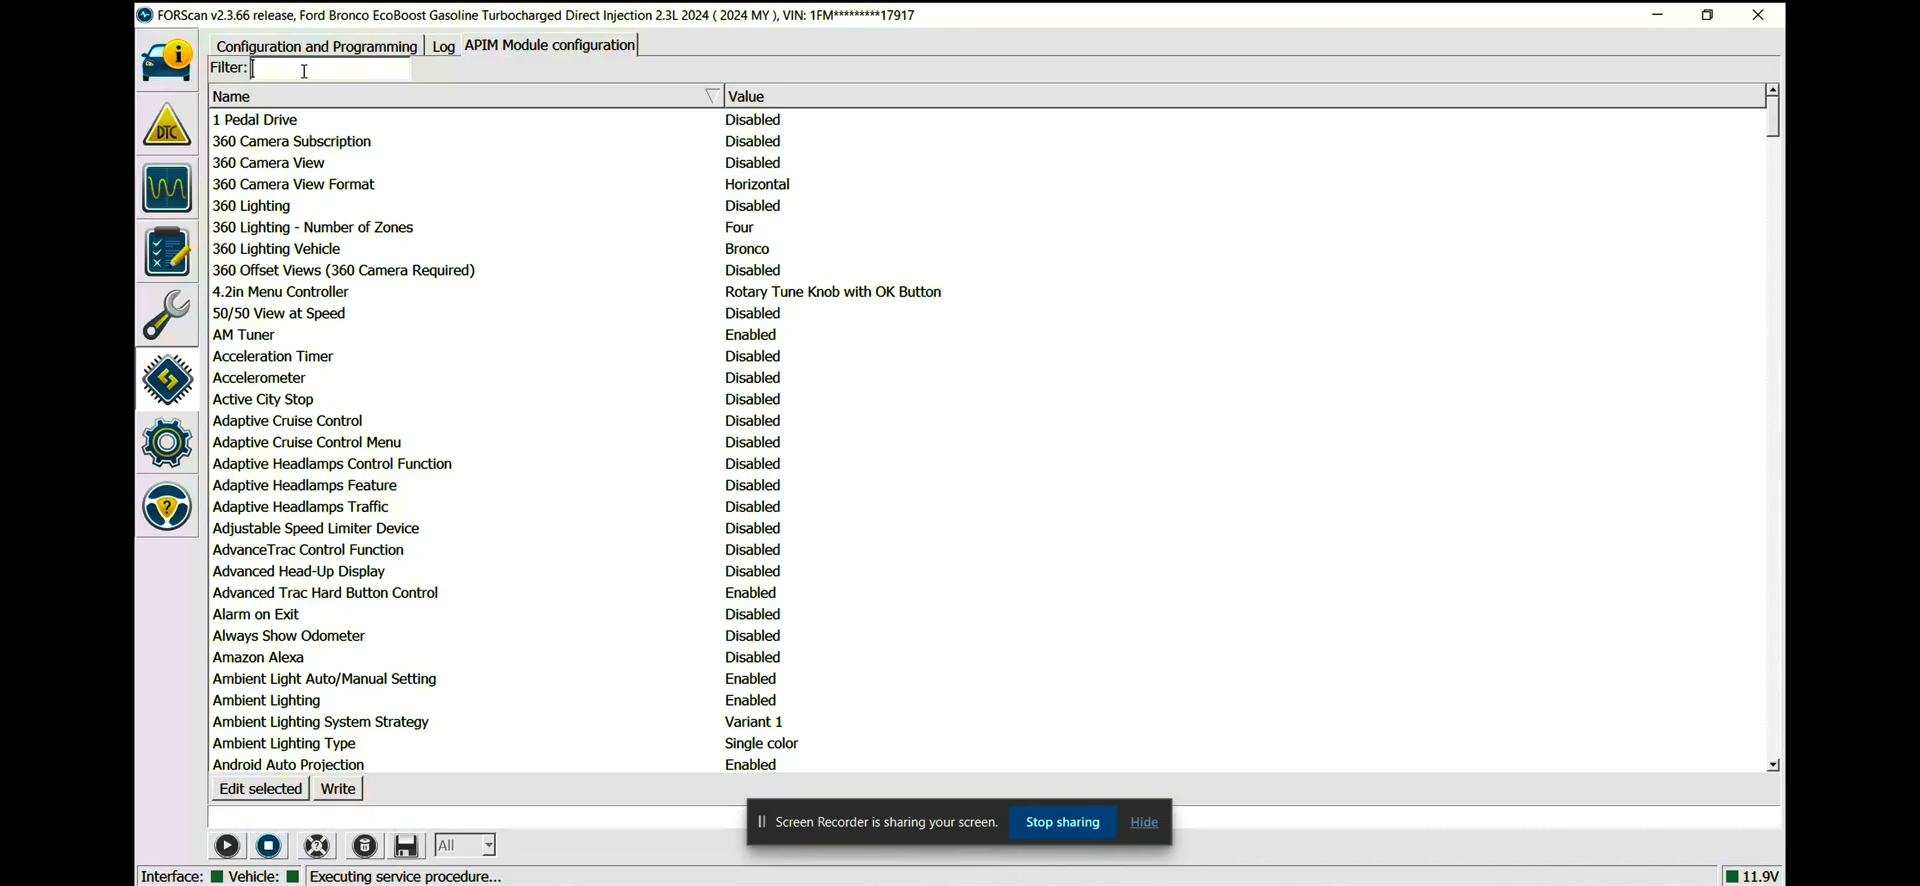 FORScan v2.3.66 release, Ford Bronco EcoBoost Gasoline Turbocharged Direct Injection 2.3L 2024 ( 2024 MY ), VIN: 1FM*********17917
Configuration and Programming Log APIM Module configuration
Filter:
Name Value
1 Pedal Drive Disabled
360 Camera Subscription Disabled
360 Camera View Disabled
360 Camera View Format Horizontal
360 Lighting Disabled
360 Lighting - Number of Zones Four
360 Lighting Vehicle Bronco
360 Offset Views (360 Camera Required) Disabled
4.2in Menu Controller Rotary Tune Knob with OK Button
50/50 View at Speed Disabled
AM Tuner Enabled
Acceleration Timer Disabled
Accelerometer Disabled
Active City Stop Disabled
Adaptive Cruise Control Disabled
Adaptive Cruise Control Menu Disabled
Adaptive Headlamps Control Function Disabled
Adaptive Headlamps Feature Disabled
Adaptive Headlamps Traffic Disabled
Adjustable Speed Limiter Device Disabled
AdvanceTrac Control Function Disabled
Advanced Head-Up Display Disabled
Advanced Trac Hard Button Control Enabled
Alarm on Exit Disabled
Always Show Odometer Disabled
Amazon Alexa Disabled
Ambient Light Auto/Manual Setting Enabled
Ambient Lighting Enabled
Ambient Lighting System Strategy Variant 1
Ambient Lighting Type Single color
Android Auto Projection Enabled
Edit selected Write
Screen Recorder is sharing your screen. Stop sharing Hide
All
Interface: Vehicle: Executing service procedure... 11.9V
DTC